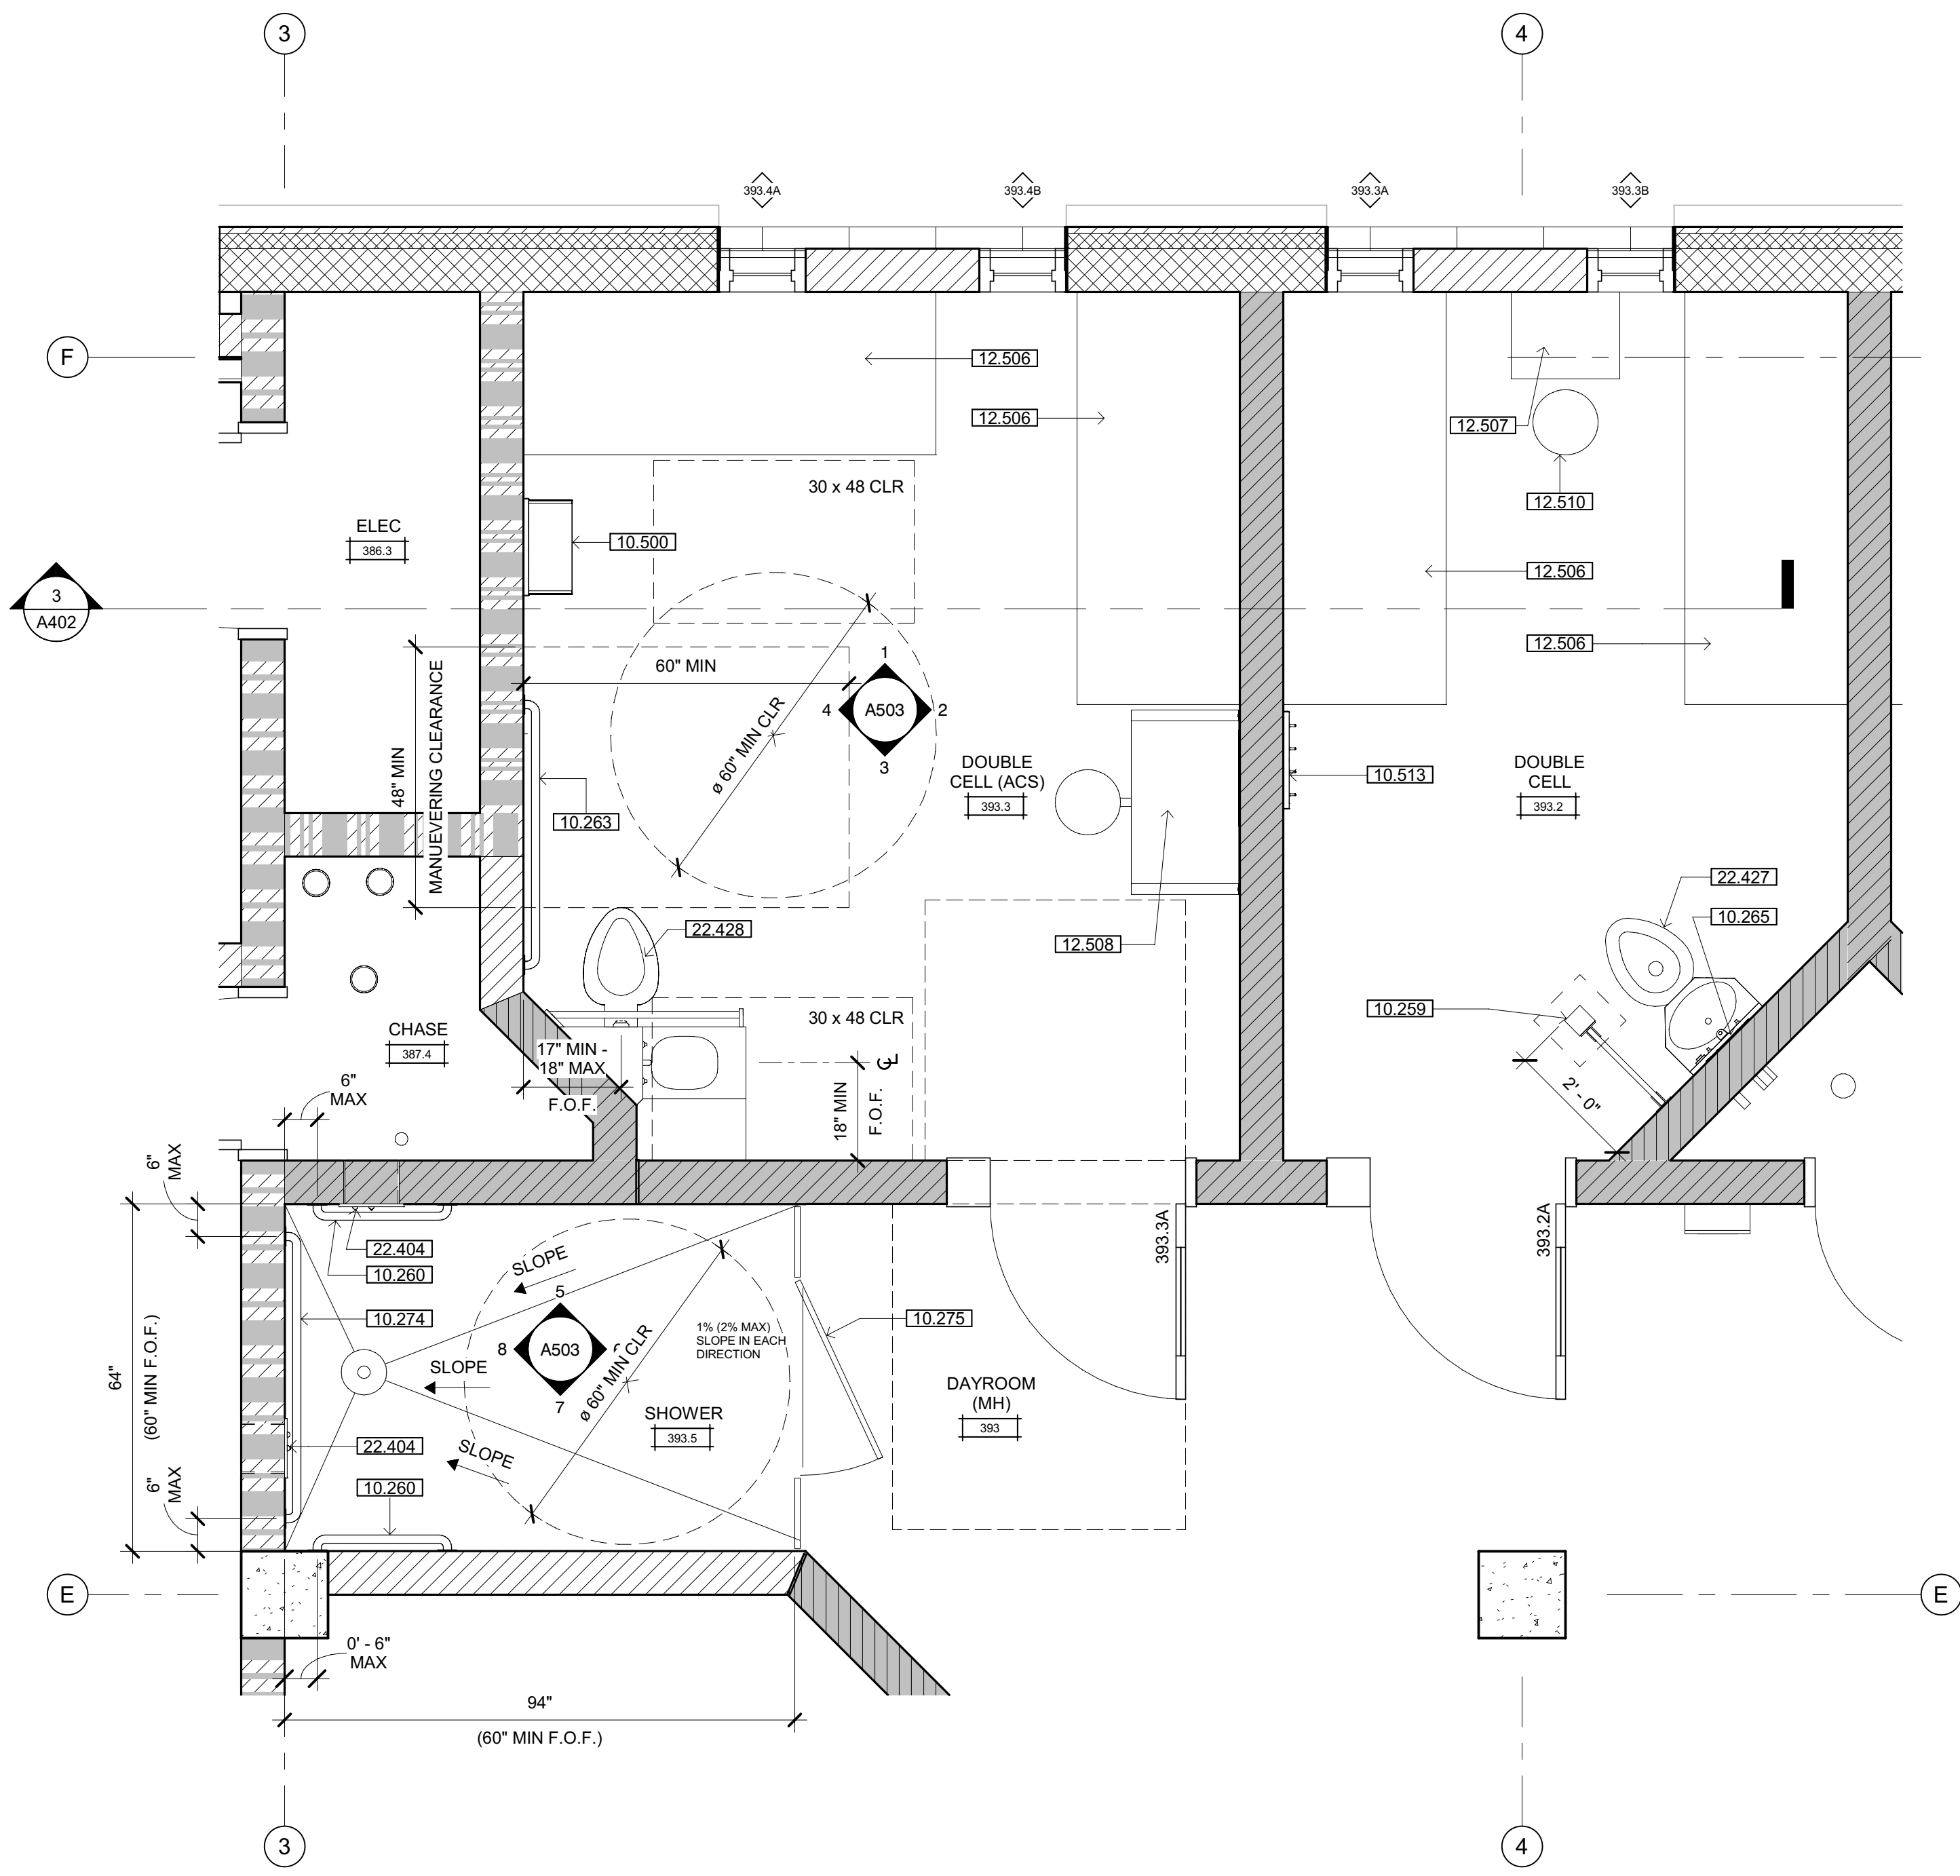 3
4
393.4A
393.4B
393.3A
393.3B
F
12.506
12.506
12.507
30 x 48 CLR
12.510
ELEC
386.3
10.500
12.506
3
A402
12.506
60" MIN
1
4
A503
2
3
48" MIN
MANUEVERING CLEARANCE
ø 60" MIN CLR
DOUBLE
CELL (ACS)
393.3
10.513
DOUBLE
CELL
393.2
10.263
22.427
10.265
22.428
12.508
10.259
30 x 48 CLR
CHASE
387.4
17" MIN -
18" MAX
F.O.F.
18" MIN
F.O.F.
CL
2' - 0"
6"
MAX
6"
MAX
22.404
10.260
10.274
64"
(60" MIN F.O.F.)
SLOPE
5
8
A503
7
ø 60" MIN CLR
1% (2% MAX)
SLOPE IN EACH
DIRECTION
10.275
393.3A
393.2A
SLOPE
DAYROOM
(MH)
393
SHOWER
393.5
22.404
SLOPE
6"
MAX
10.260
E
E
0' - 6"
MAX
94"
(60" MIN F.O.F.)
3
4